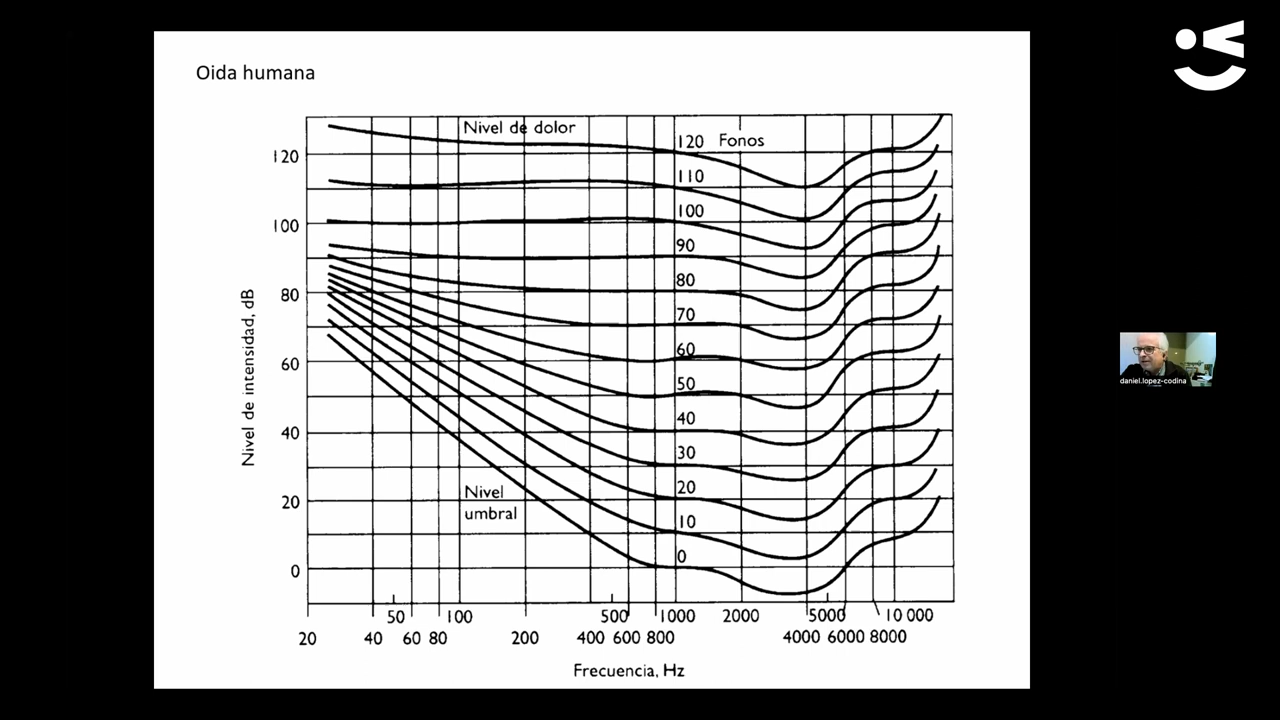 Oida humana
Nivel de dolor
120 Fonos
110
100
90
80
70
60
50
40
30
20
10
0
Nivel
umbral
120
100
80
60
40
20
0
Nivel de intensidad, dB
50 100 500 1000 2000 5000 10 000
20 40 60 80 200 400 600 800 4000 6000 8000
Frecuencia, Hz
daniel.lopez-codina